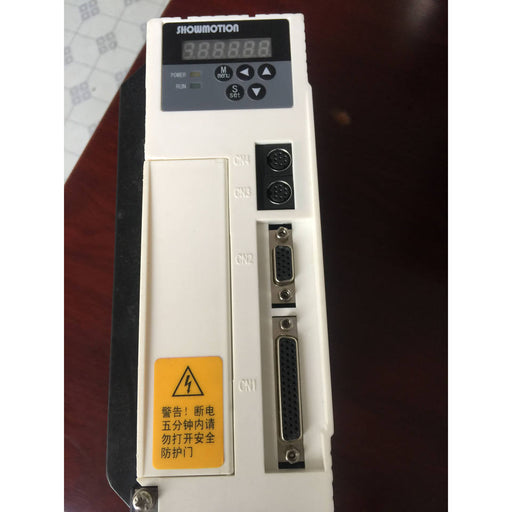 SHOWMOTION
POWER
M
menu
RUN
S
set
CN4
CN3
CN2
CN1
警告！断电
五分钟内请
勿打开安全
防护门